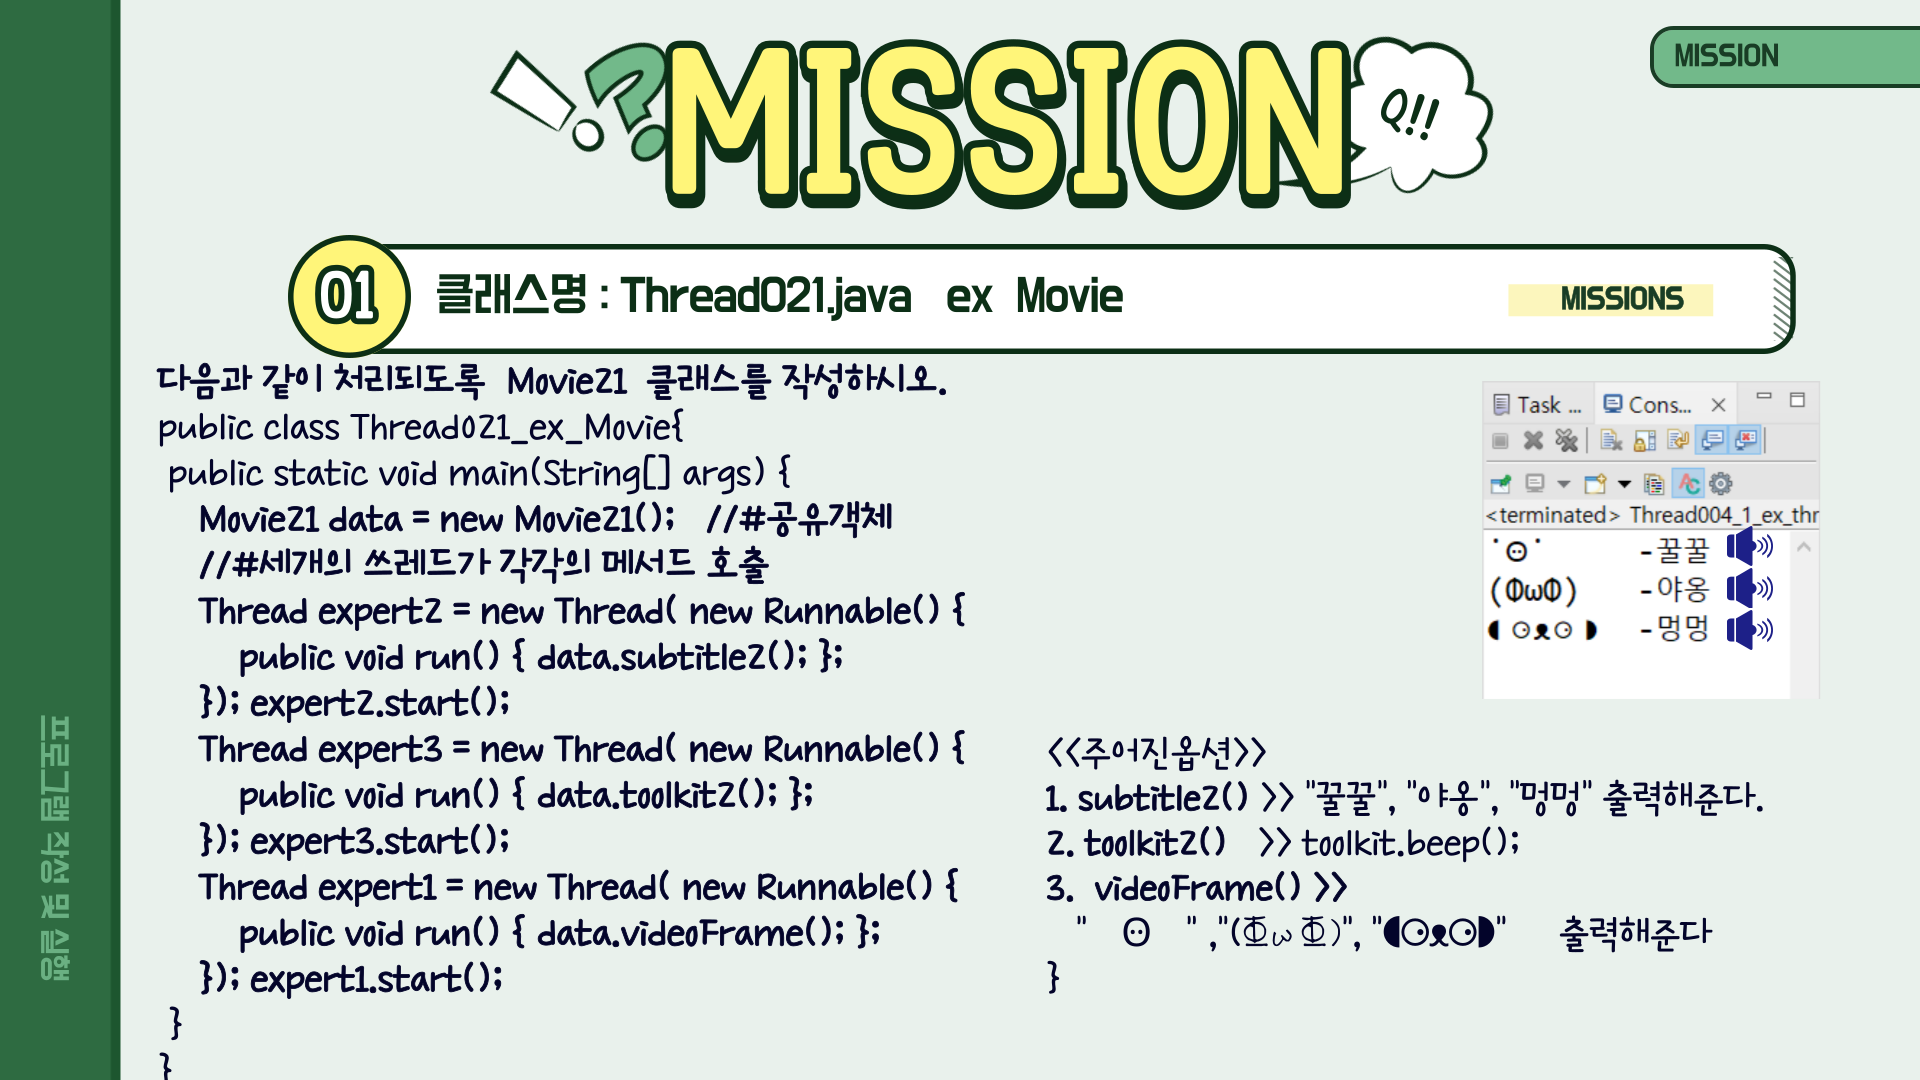 MISSION
MISSION
Q!!
01
클래스명 : Thread021.java ex Movie
MISSIONS
다음과 같이 처리되도록 Movie21 클래스를 작성하시오.
public class Thread021_ex_Movie{
public static void main(String[] args) {
Movie21 data = new Movie21(); //#공유객체
//#세개의 쓰레드가 각각의 메서드 호출
Thread expert2 = new Thread( new Runnable() {
public void run() { data.subtitle2(); };
}); expert2.start();
Thread expert3 = new Thread( new Runnable() {
public void run() { data.toolkit2(); };
}); expert3.start();
Thread expert1 = new Thread( new Runnable() {
public void run() { data.videoFrame(); };
}); expert1.start();
}
}
Task ...
Cons...
<terminated> Thread004_1_ex_thr
˙ꈊ˙ -꿀꿀
(ΦωΦ) -야옹
◖⚆ᴥ⚆◗ -멍멍
<<주어진옵션>>
1. subtitle2() >> "꿀꿀", "야옹", "멍멍" 출력해준다.
2. toolkit2() >> toolkit.beep();
3. videoFrame() >>
" ꈊ " ,"(ΦωΦ)", "◖⚆ᴥ⚆◗" 출력해준다
}
프로그램 작성 및 실행